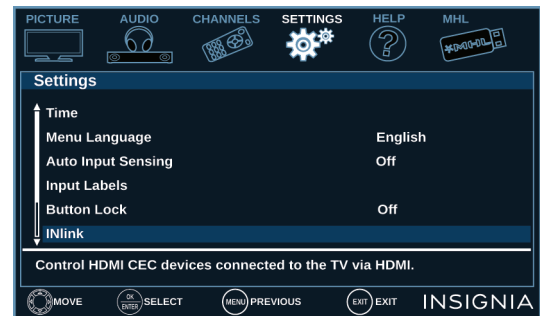 PICTURE AUDIO CHANNELS SETTINGS HELP MHL
?
MHL
Settings
Time
Menu Language English
Auto Input Sensing Off
Input Labels
Button Lock Off
INlink
Control HDMI CEC devices connected to the TV via HDMI.
MOVE OK ENTER SELECT MENU PREVIOUS EXIT EXIT INSIGNIA